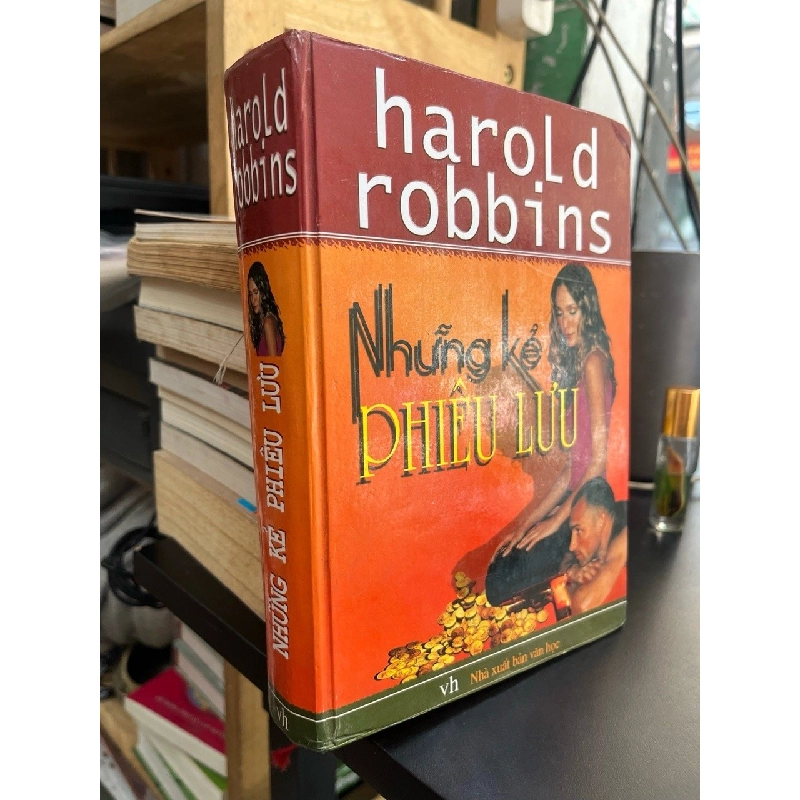 harold
robbins
Những kẻ
PHIÊU LƯU
vh Nhà xuất bản văn học
harold
robbins
NHỮNG KẺ PHIÊU LƯU
vh